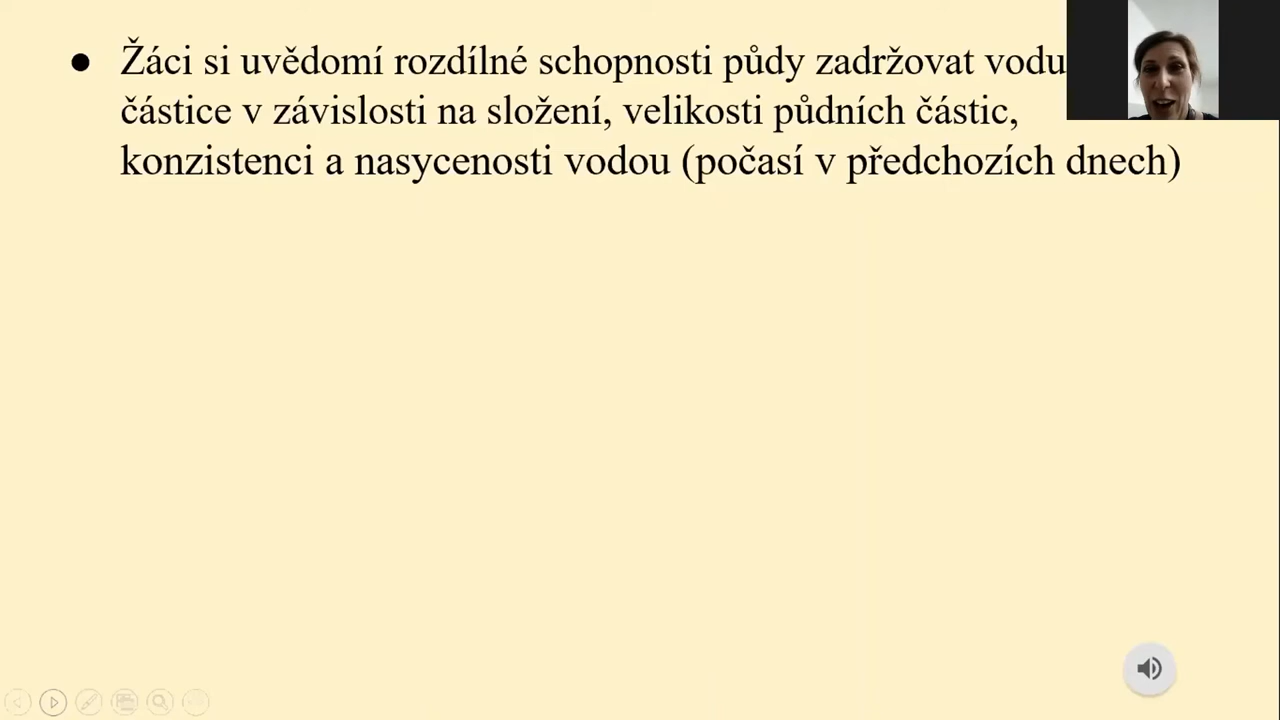 ● Žáci si uvědomí rozdílné schopnosti půdy zadržovat vodu
částice v závislosti na složení, velikosti půdních částic,
konzistenci a nasycenosti vodou (počasí v předchozích dnech)